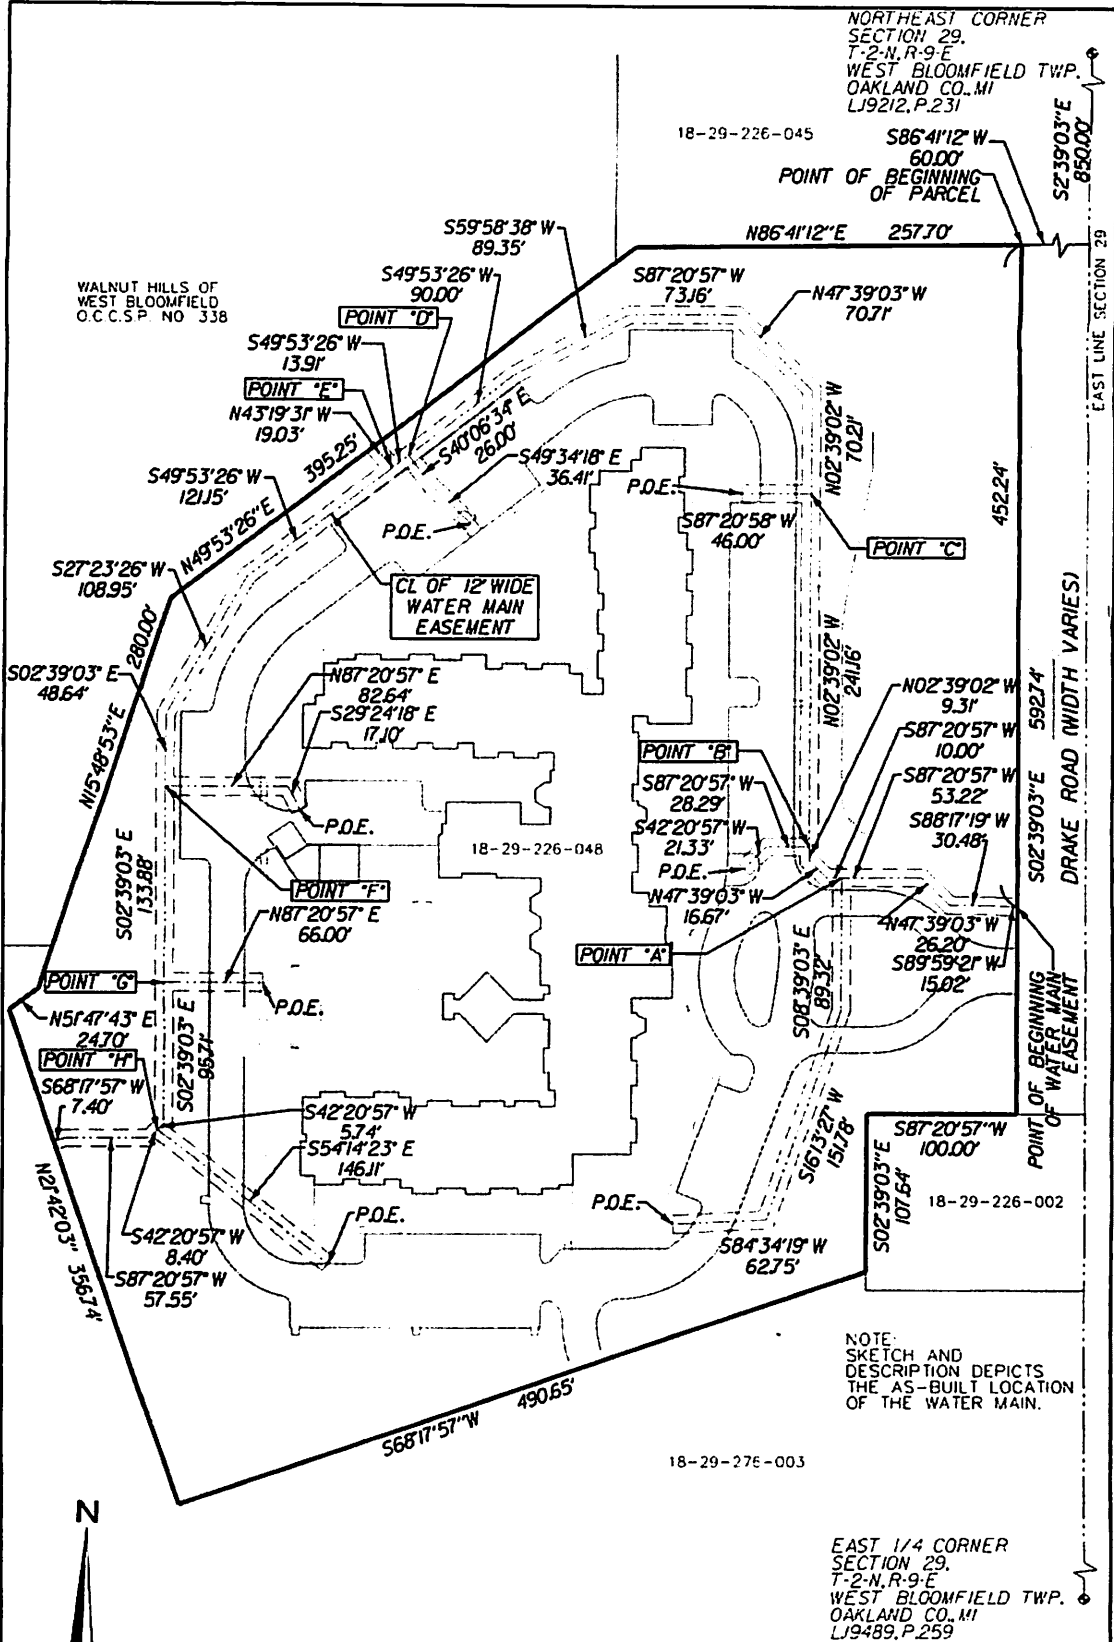 NORTHEAST CORNER
SECTION 29,
T-2-N, R-9-E
WEST BLOOMFIELD TWP.
OAKLAND CO., MI
LJ9212, P.231
18-29-226-045
S86°41'12" W
60.00'
POINT OF BEGINNING
OF PARCEL
S2°39'03"E
850.00'
EAST LINE SECTION 29
N86°41'12"E 257.70'
WALNUT HILLS OF
WEST BLOOMFIELD
O.C.C.S.P. NO 338
S59°58'38" W
89.35'
S49°53'26" W
90.00'
POINT "D"
S49°53'26" W
13.91'
POINT "E"
N43°19'31" W
19.03'
S87°20'57" W
73.16'
N47°39'03" W
70.71'
N49°53'26"E 395.25'
S40°06'34" E
26.00'
S49°34'18" E
36.41'
P.O.E.
S49°53'26" W
121.15'
N02°39'02" W
70.21'
P.O.E.
S87°20'58" W
46.00'
POINT "C"
452.24'
S27°23'26" W
108.95'
CL OF 12' WIDE
WATER MAIN
EASEMENT
S02°39'03" E
48.64'
N15°48'53"E 280.00'
N87°20'57" E
82.64'
S29°24'18" E
17.10'
P.O.E.
N02°39'02" W
241.16'
N02°39'02" W
9.31'
S87°20'57" W
10.00'
S87°20'57" W
53.22'
S88°17'19" W
30.48'
POINT "B"
S87°20'57" W
28.29'
S42°20'57" W
21.33'
P.O.E.
N47°39'03" W
16.67'
S02°39'03"E 592.74'
DRAKE ROAD (WIDTH VARIES)
18-29-226-048
POINT "F"
S02°39'03" E
133.88'
N87°20'57" E
66.00'
POINT "A"
N47°39'03" W
26.20'
S89°59'21" W
15.02'
S08°39'03" E
89.32'
POINT "G"
P.O.E.
N51°47'43" E
24.70'
POINT "H"
S02°39'03" E
95.71'
S68°17'57" W
7.40'
S42°20'57" W
5.74'
S54°14'23" E
146.11'
POINT OF BEGINNING
OF WATER MAIN
EASEMENT
S87°20'57"W
100.00'
S16°13'27" W
151.78'
S02°39'03"E
107.64'
18-29-226-002
P.O.E.
P.O.E.
S84°34'19" W
62.75'
N21°42'03" 356.74'
S42°20'57" W
8.40'
S87°20'57" W
57.55'
NOTE:
SKETCH AND
DESCRIPTION DEPICTS
THE AS-BUILT LOCATION
OF THE WATER MAIN.
S68°17'57"W 490.65'
18-29-276-003
N
EAST 1/4 CORNER
SECTION 29,
T-2-N, R-9-E
WEST BLOOMFIELD TWP.
OAKLAND CO., MI
LJ9489, P.259